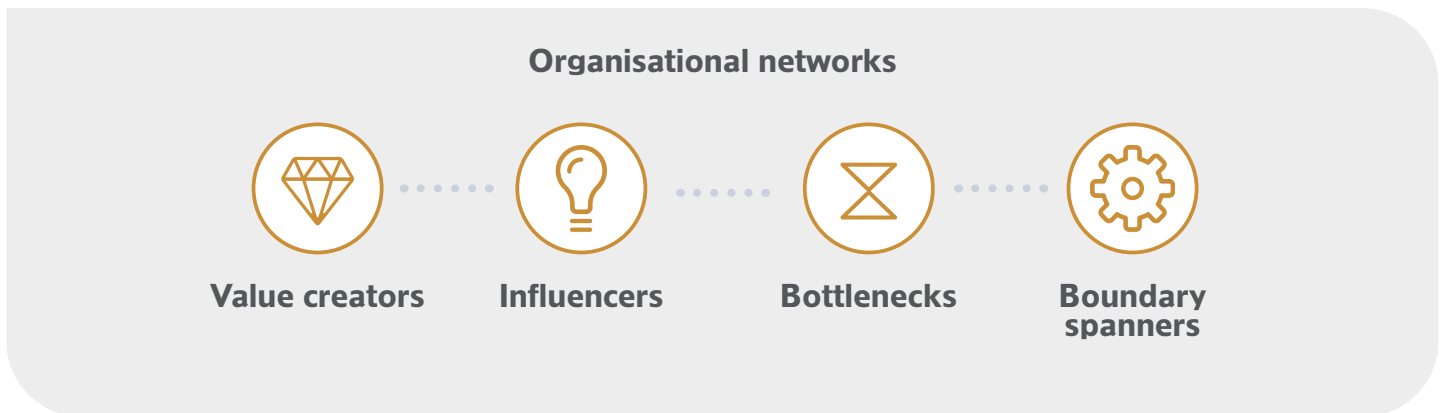 Organisational networks
Value creators
Influencers
Bottlenecks
Boundary
spanners